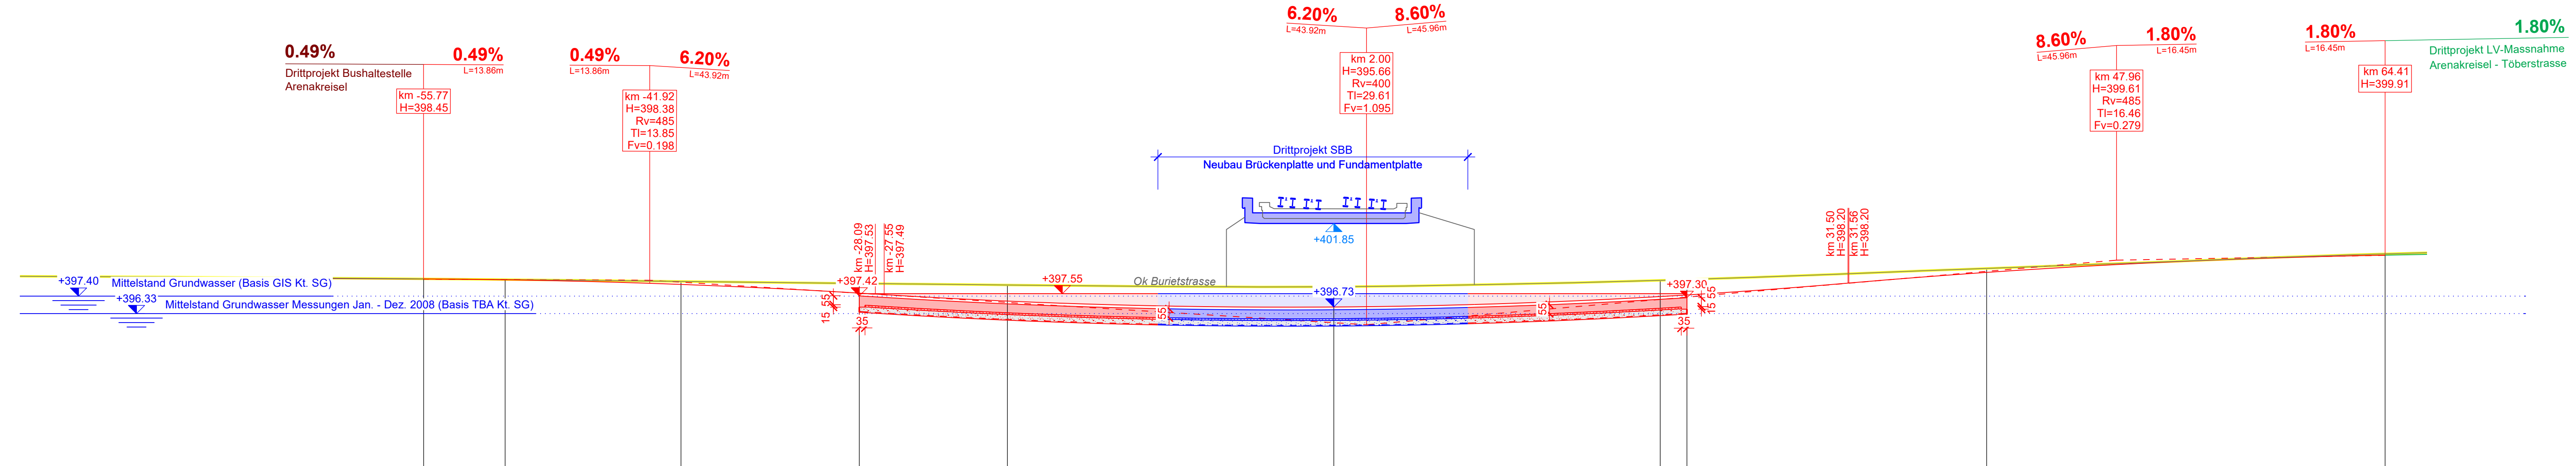 0.49%
Drittprojekt Bushaltestelle
Arenakreisel
0.49%
L=13.86m
km -55.77
H=398.45
0.49%
L=13.86m
6.20%
L=43.92m
km -41.92
H=398.38
Rv=485
Tl=13.85
Fv=0.198
6.20%
L=43.92m
8.60%
L=45.96m
km 2.00
H=395.66
Rv=400
Tl=29.61
Fv=1.095
8.60%
L=45.96m
1.80%
L=16.45m
km 47.96
H=399.61
Rv=485
Tl=16.46
Fv=0.279
1.80%
L=16.45m
km 64.41
H=399.91
1.80%
Drittprojekt LV-Massnahme
Arenakreisel - Töberstrasse
Drittprojekt SBB
Neubau Brückenplatte und Fundamentplatte
+401.85
km -28.09
H=397.53
km -27.55
H=397.49
km 31.50
H=398.20
km 31.56
H=398.20
+397.40
Mittelstand Grundwasser (Basis GIS Kt. SG)
+396.33
Mittelstand Grundwasser Messungen Jan. - Dez. 2008 (Basis TBA Kt. SG)
+397.42
+397.55
Ok Burietstrasse
+396.73
+397.30
15 55
35
55
55
35
15 55